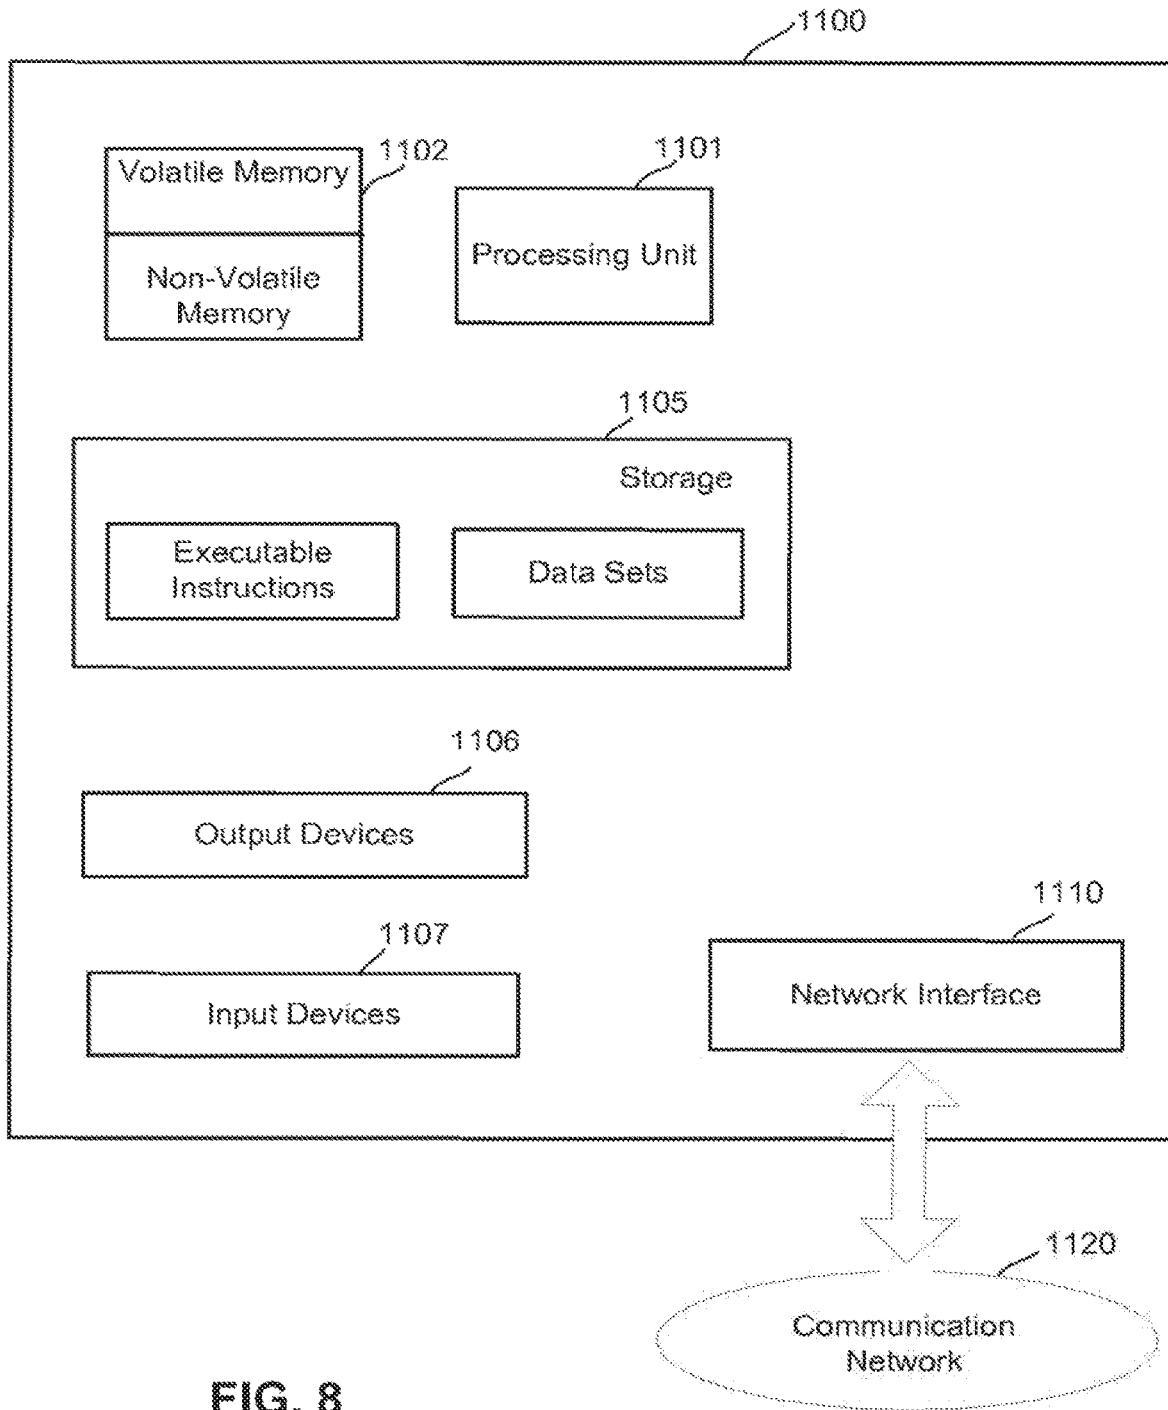 1100
1102
1101
Volatile Memory
Processing Unit
Non-Volatile
Memory
1105
Storage
Executable
Instructions
Data Sets
1106
Output Devices
1107
Input Devices
1110
Network Interface
1120
Communication
Network
FIG. 8